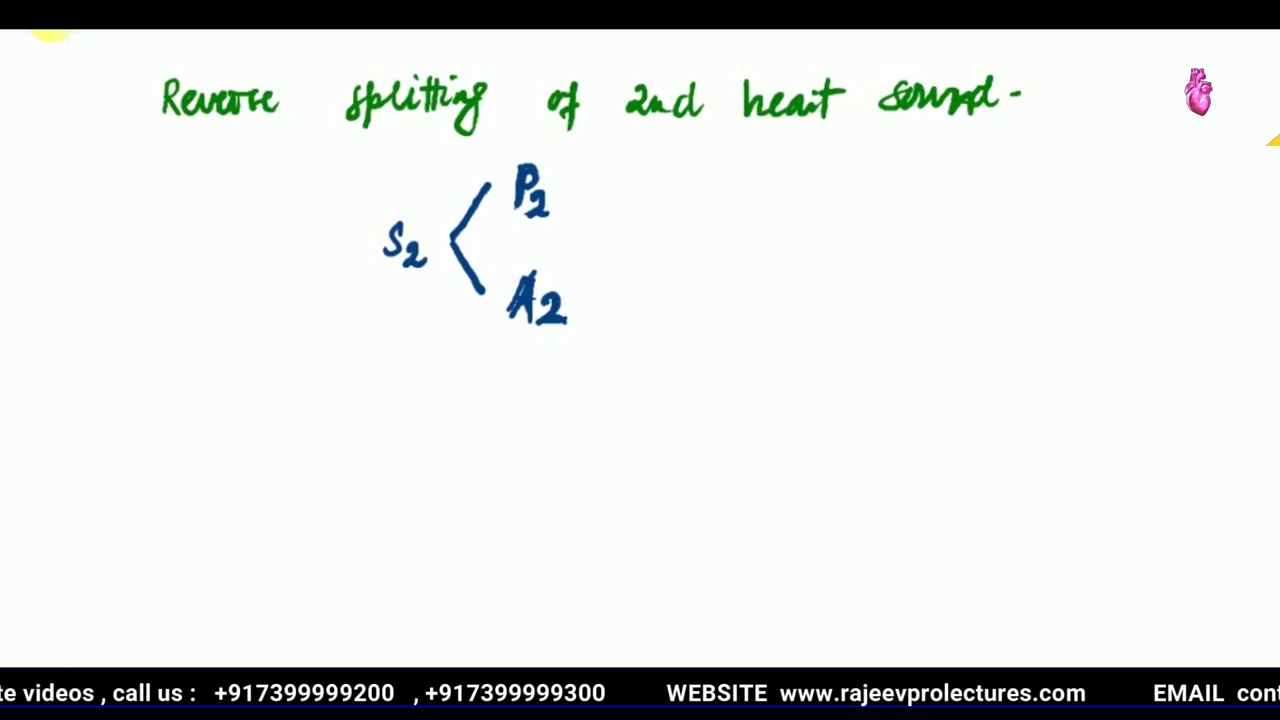 Reverse splitting of 2nd heart sound -
P2
S2
A2
te videos , call us : +917399999200 , +917399999300 WEBSITE www.rajeevprolectures.com EMAIL cont